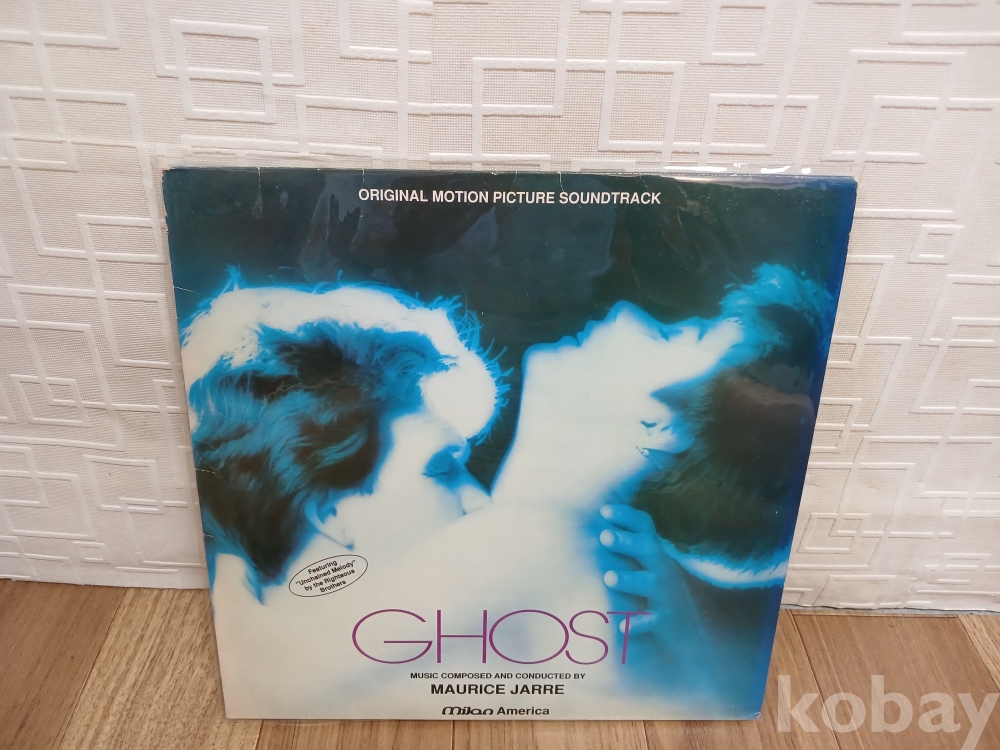 ORIGINAL MOTION PICTURE SOUNDTRACK
Featuring
"Unchained Melody"
by the Righteous
Brothers
GHOST
MUSIC COMPOSED AND CONDUCTED BY
MAURICE JARRE
milan America
kobay